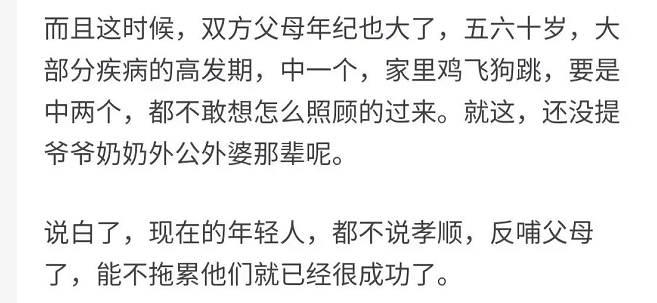 而且这时候，双方父母年纪也大了，五六十岁，大
部分疾病的高发期，中一个，家里鸡飞狗跳，要是
中两个，都不敢想怎么照顾的过来。就这，还没提
爷爷奶奶外公外婆那辈呢。
说白了，现在的年轻人，都不说孝顺，反哺父母
了，能不拖累他们就已经很成功了。